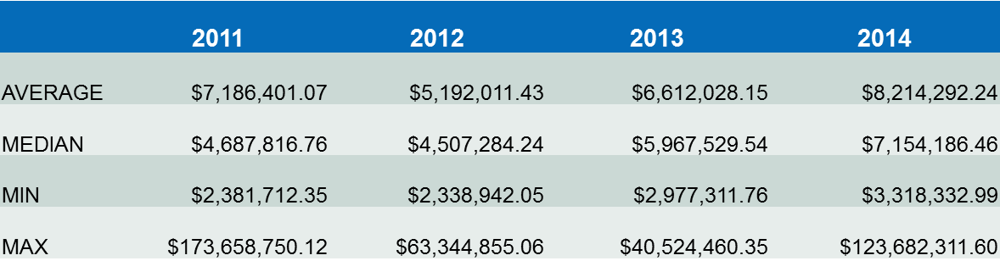 2011 2012 2013 2014
AVERAGE $7,186,401.07 $5,192,011.43 $6,612,028.15 $8,214,292.24
MEDIAN $4,687,816.76 $4,507,284.24 $5,967,529.54 $7,154,186.46
MIN $2,381,712.35 $2,338,942.05 $2,977,311.76 $3,318,332.99
MAX $173,658,750.12 $63,344,855.06 $40,524,460.35 $123,682,311.60